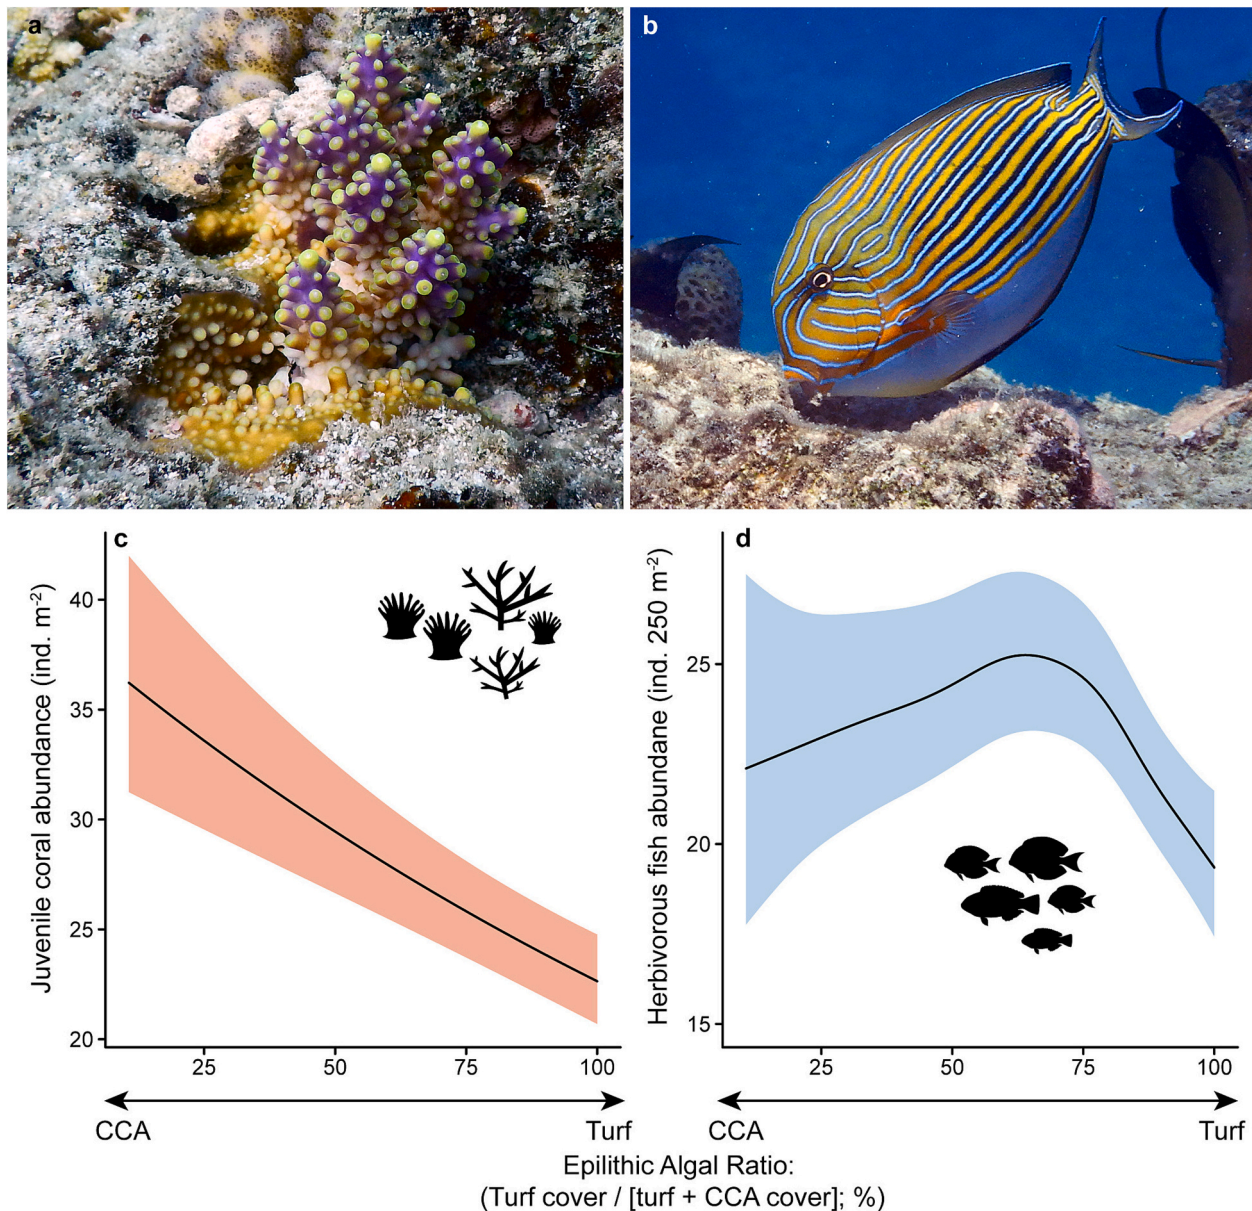 a
b
c
d
Juvenile coral abundance (ind. m-2)
40
35
30
25
20
25
50
75
100
CCA
Turf
Herbivorous fish abundane (ind. 250 m-2)
25
20
15
25
50
75
100
CCA
Turf
Epilithic Algal Ratio:
(Turf cover / [turf + CCA cover]; %)